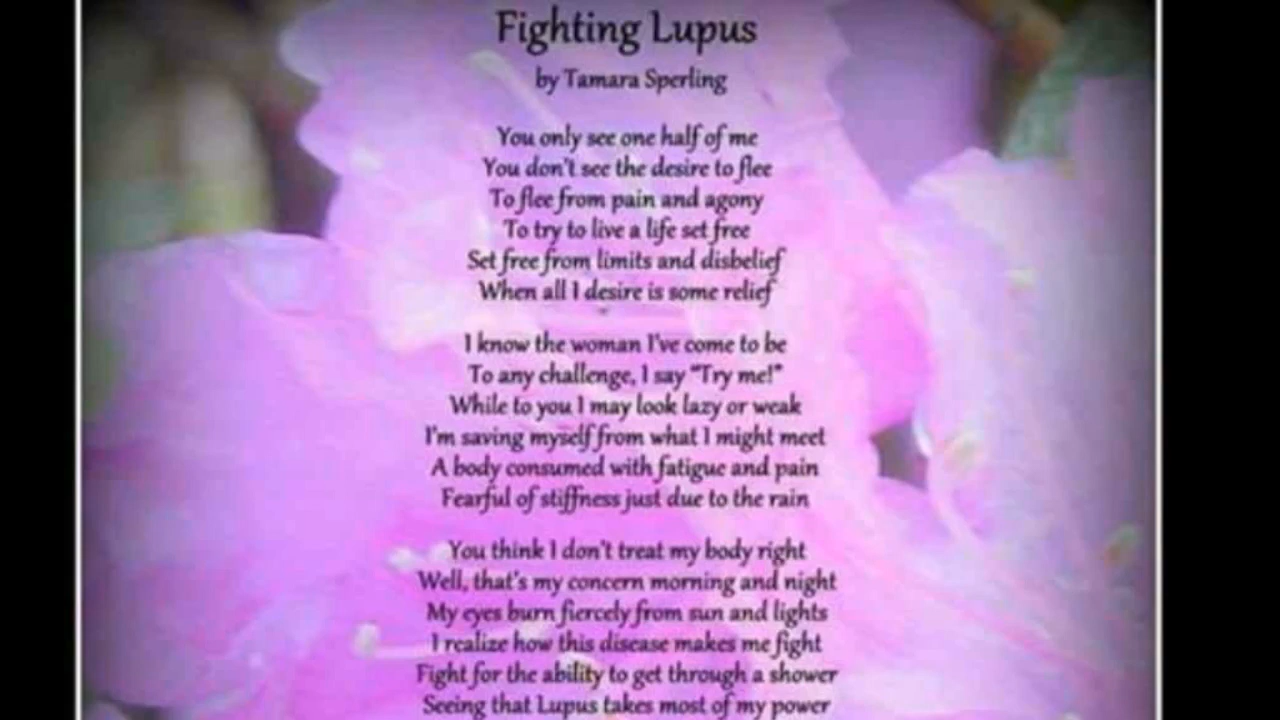 Fighting Lupus
by Tamara Sperling
You only see one half of me
You don't see the desire to flee
To flee from pain and agony
To try to live a life set free
Set free from limits and disbelief
When all I desire is some relief
I know the woman I've come to be
To any challenge, I say "Try me!"
While to you I may look lazy or weak
I'm saving myself from what I might meet
A body consumed with fatigue and pain
Fearful of stiffness just due to the rain
You think I don't treat my body right
Well, that's my concern morning and night
My eyes burn fiercely from sun and lights
I realize how this disease makes me fight
Fight for the ability to get through a shower
Seeing that Lupus takes most of my power